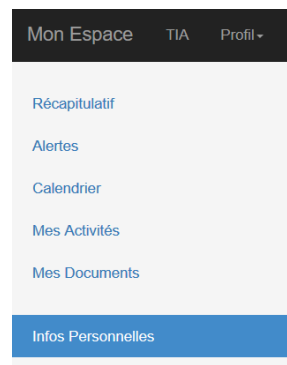 Mon Espace TIA Profil
Récapitulatif
Alertes
Calendrier
Mes Activités
Mes Documents
Infos Personnelles